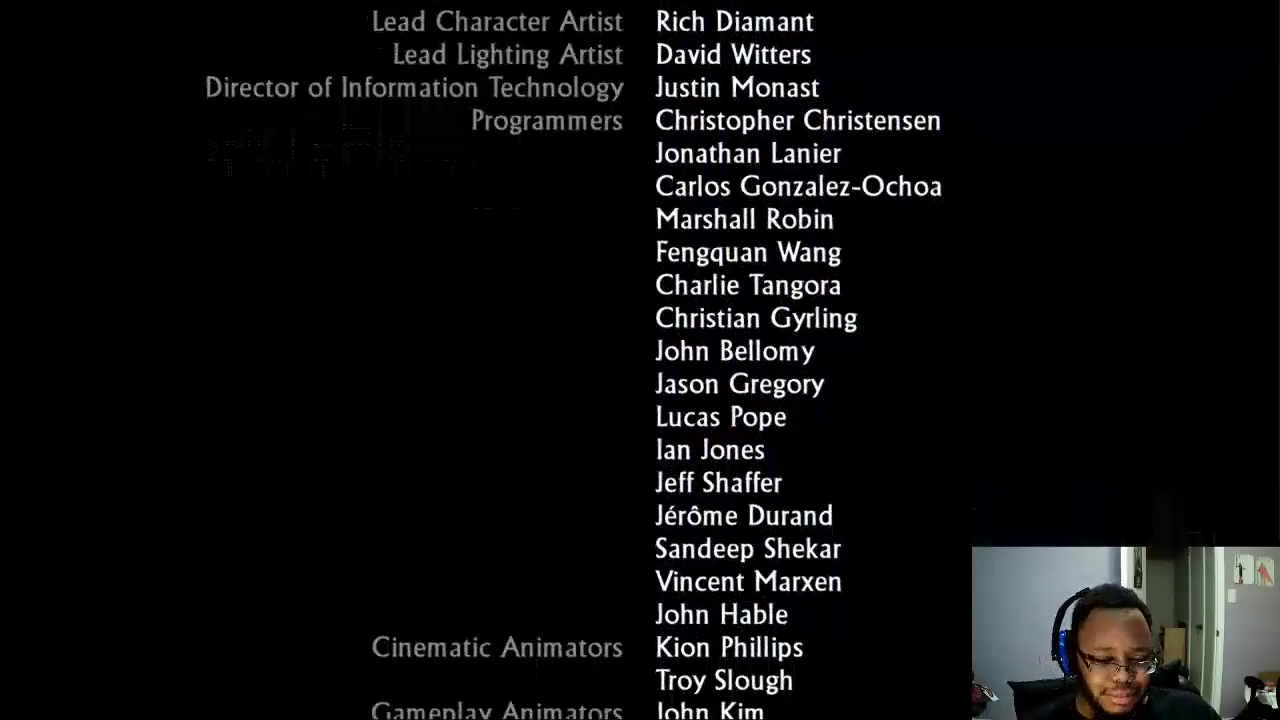 Lead Character Artist Rich Diamant
Lead Lighting Artist David Witters
Director of Information Technology Justin Monast
Programmers Christopher Christensen
Jonathan Lanier
Carlos Gonzalez-Ochoa
Marshall Robin
Fengquan Wang
Charlie Tangora
Christian Gyrling
John Bellomy
Jason Gregory
Lucas Pope
Ian Jones
Jeff Shaffer
Jérôme Durand
Sandeep Shekar
Vincent Marxen
John Hable
Cinematic Animators Kion Phillips
Troy Slough
Gameplay Animators John Kim